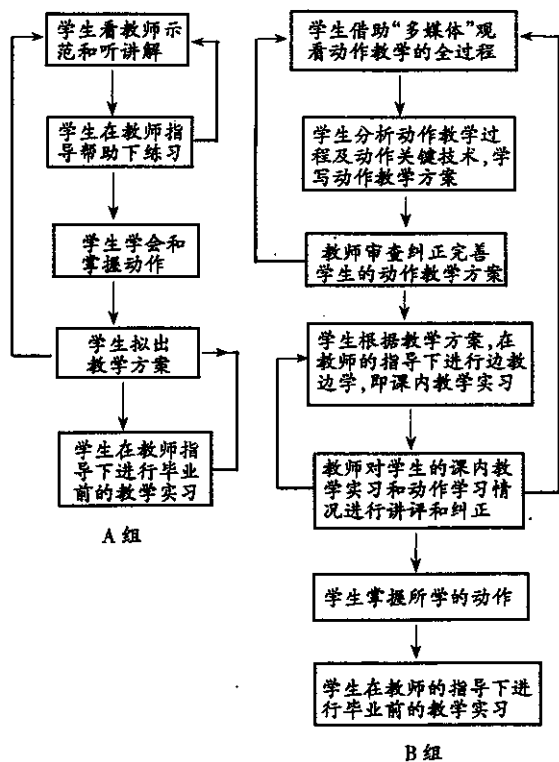 学生看教师示
范和听讲解
学生在教师指
导帮助下练习
学生学会和
掌握动作
学生拟出
教学方案
学生在教师指
导下进行毕业
前的教学实习
A组
学生借助“多媒体”观
看动作教学的全过程
学生分析动作教学过
程及动作关键技术,学
写动作教学方案
教师审查纠正完善
学生的动作教学方案
学生根据教学方案,在
教师的指导下进行边教
边学,即课内教学实习
教师对学生的课内教
学实习和动作学习情
况进行讲评和纠正
学生掌握所学的动作
学生在教师的指导下进
行毕业前的教学实习
B组